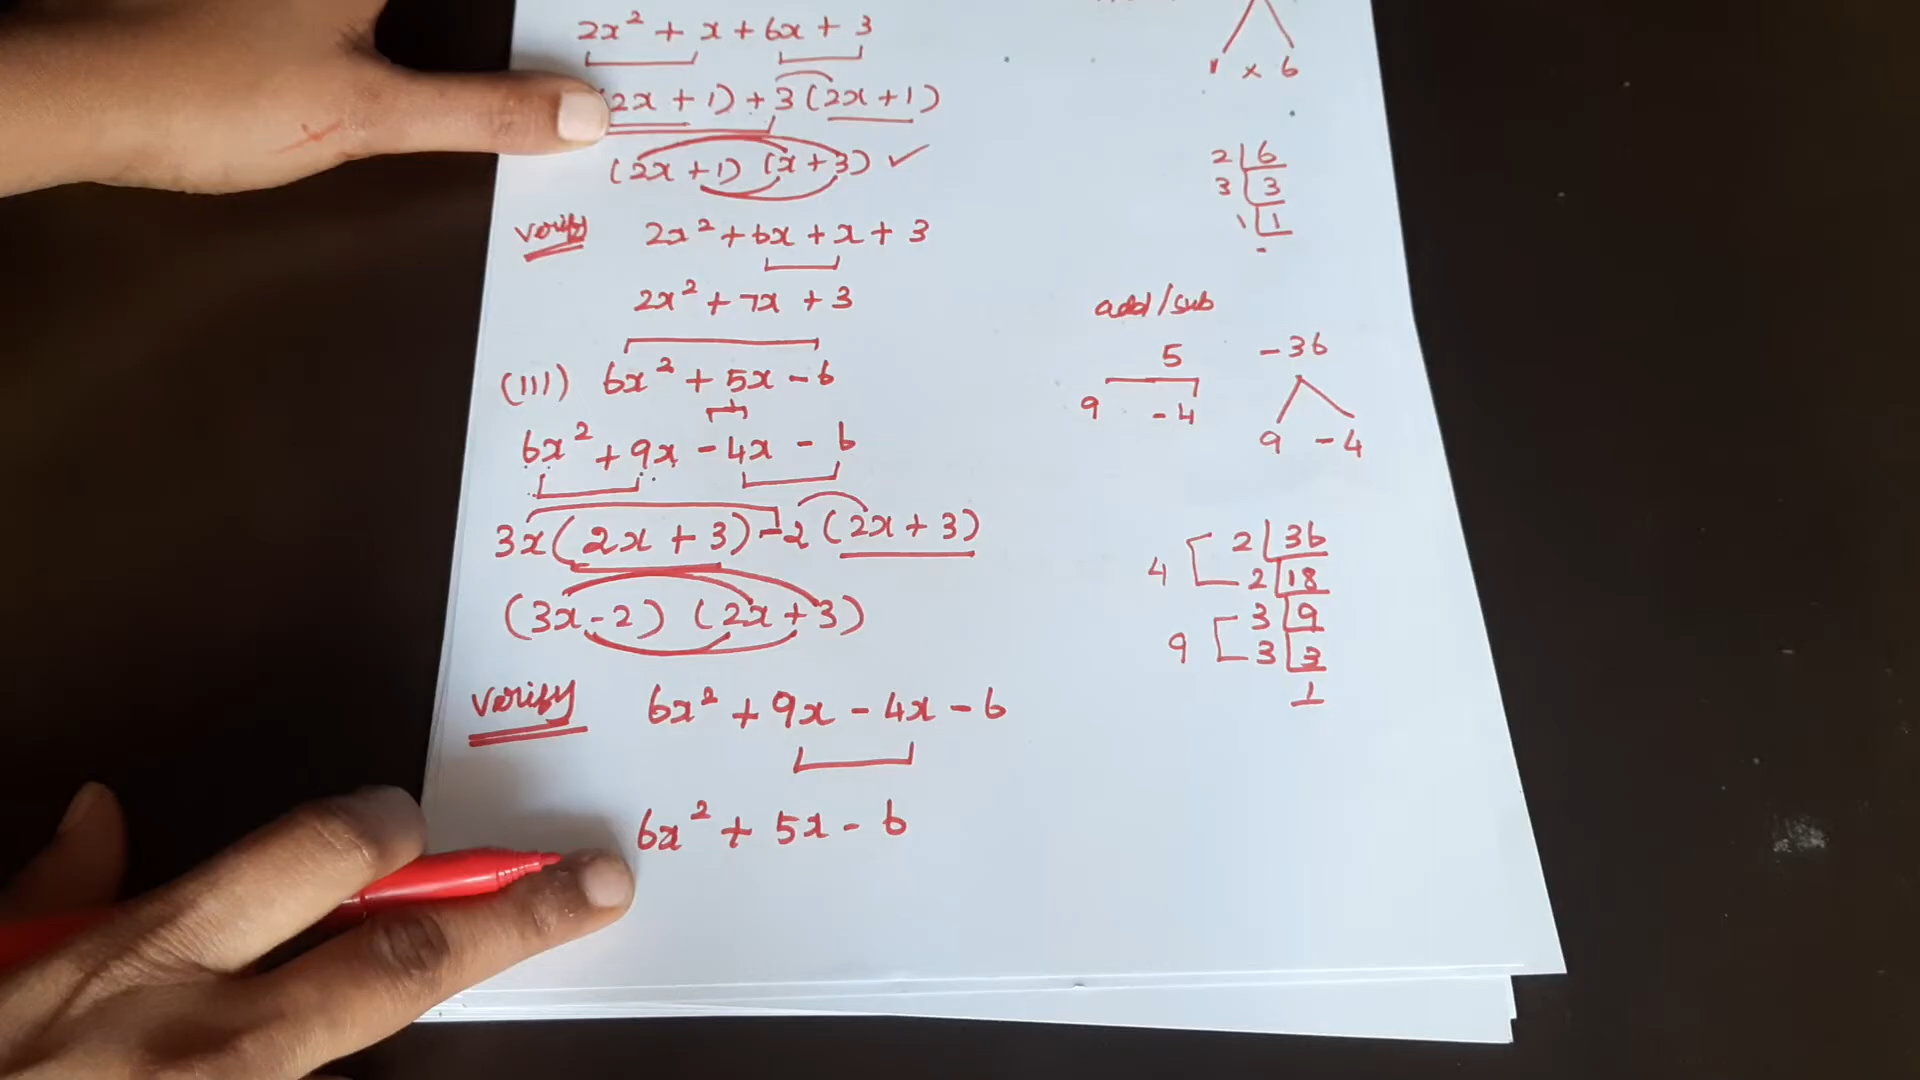 2x² + x + 6x + 3
(2x + 1) + 3 (2x + 1)
(2x + 1) (x + 3) ✓
Verify 2x² + 6x + x + 3
2x² + 7x + 3
(III) 6x² + 5x - 6
6x² + 9x - 4x - 6
3x (2x + 3) - 2 (2x + 3)
(3x - 2) (2x + 3)
Verify 6x² + 9x - 4x - 6
6x² + 5x - 6
1 x 6
2 | 6
3 | 3
1 | 1
add/sub
5 -36
9 -4 9 -4
4 2 | 36
2 | 18
9 3 | 9
3 | 3
1